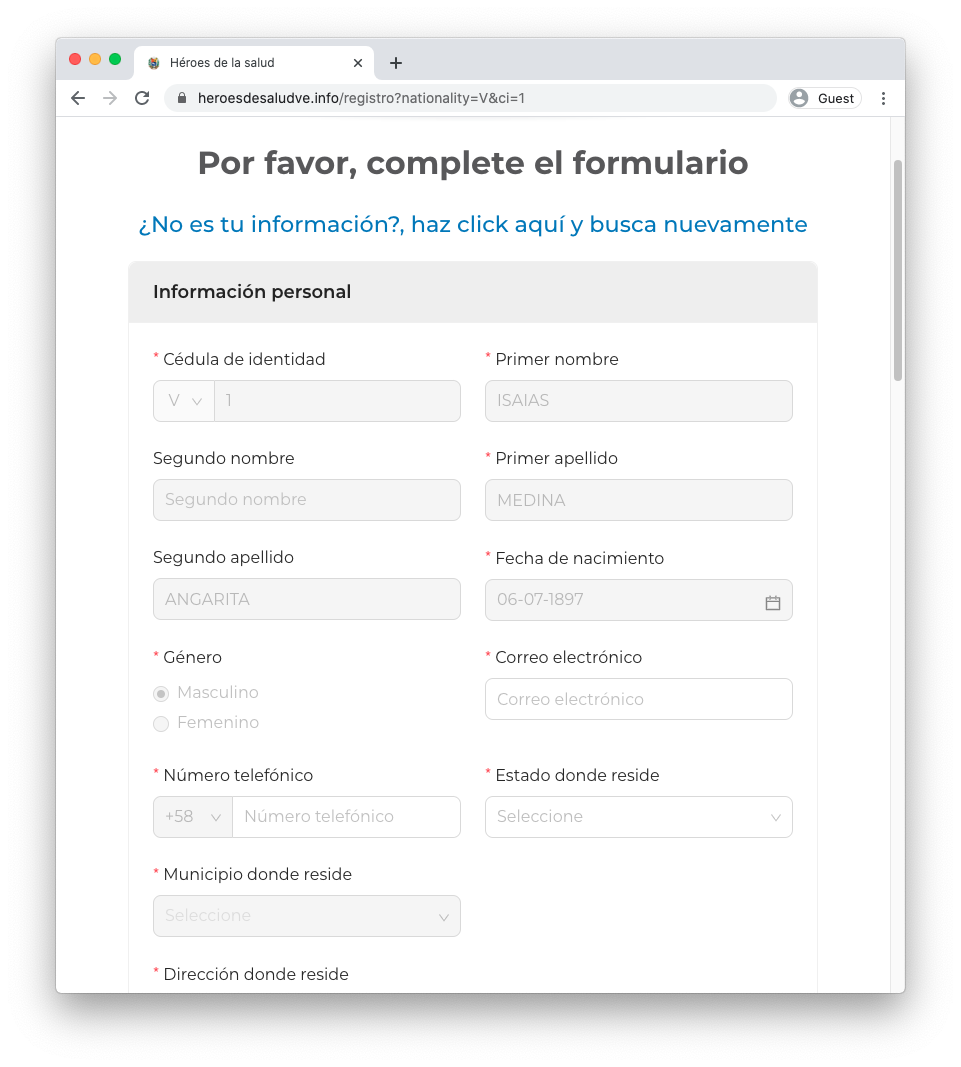 Héroes de la salud
heroesdesaludve.info/registro?nationality=V&ci=1
Guest
Por favor, complete el formulario
¿No es tu información?, haz click aquí y busca nuevamente
Información personal
* Cédula de identidad
V 1
* Primer nombre
ISAIAS
Segundo nombre
Segundo nombre
* Primer apellido
MEDINA
Segundo apellido
ANGARITA
* Fecha de nacimiento
06-07-1897
* Género
Masculino
Femenino
* Correo electrónico
Correo electrónico
* Número telefónico
+58 Número telefónico
* Estado donde reside
Seleccione
* Municipio donde reside
Seleccione
* Dirección donde reside